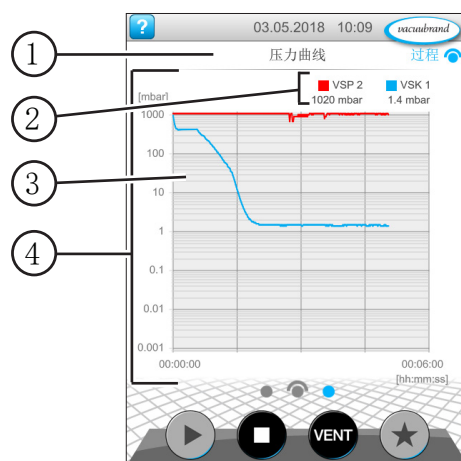 ? 03.05.2018 10:09 vacuubrand
1 压力曲线 过程
2 VSP 2 VSK 1
1020 mbar 1.4 mbar
[mbar]
1000
100
3
10
4
1
0.1
0.01
0.001
00:00:00 00:06:00
[hh:mm:ss]
VENT